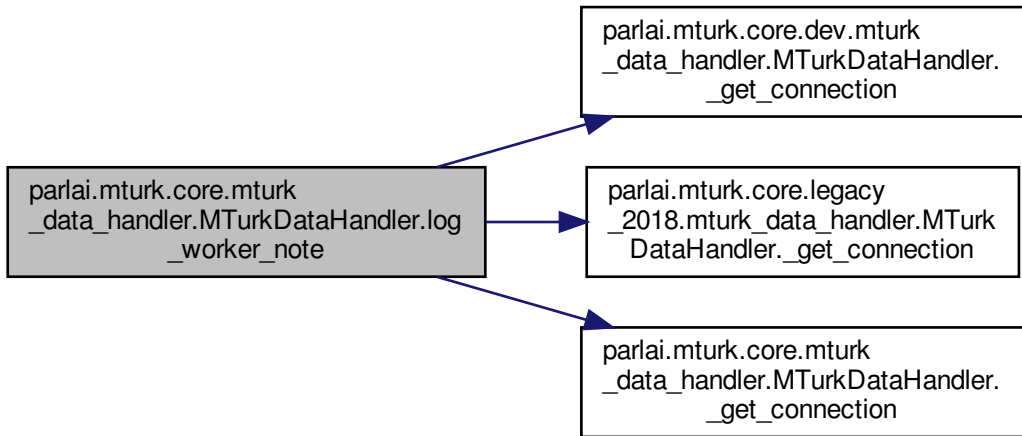 parlai.mturk.core.mturk
_data_handler.MTurkDataHandler.log
_worker_note
parlai.mturk.core.dev.mturk
_data_handler.MTurkDataHandler.
_get_connection
parlai.mturk.core.legacy
_2018.mturk_data_handler.MTurk
DataHandler._get_connection
parlai.mturk.core.mturk
_data_handler.MTurkDataHandler.
_get_connection